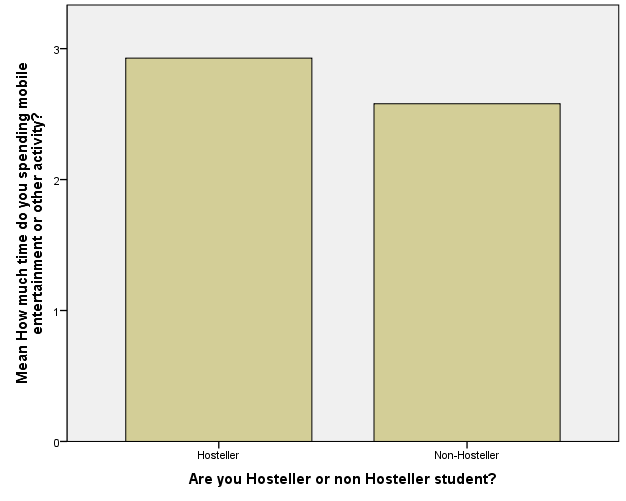 Mean How much time do you spending mobile
entertainment or other activity?
3
2
1
0
Hosteller
Non-Hosteller
Are you Hosteller or non Hosteller student?